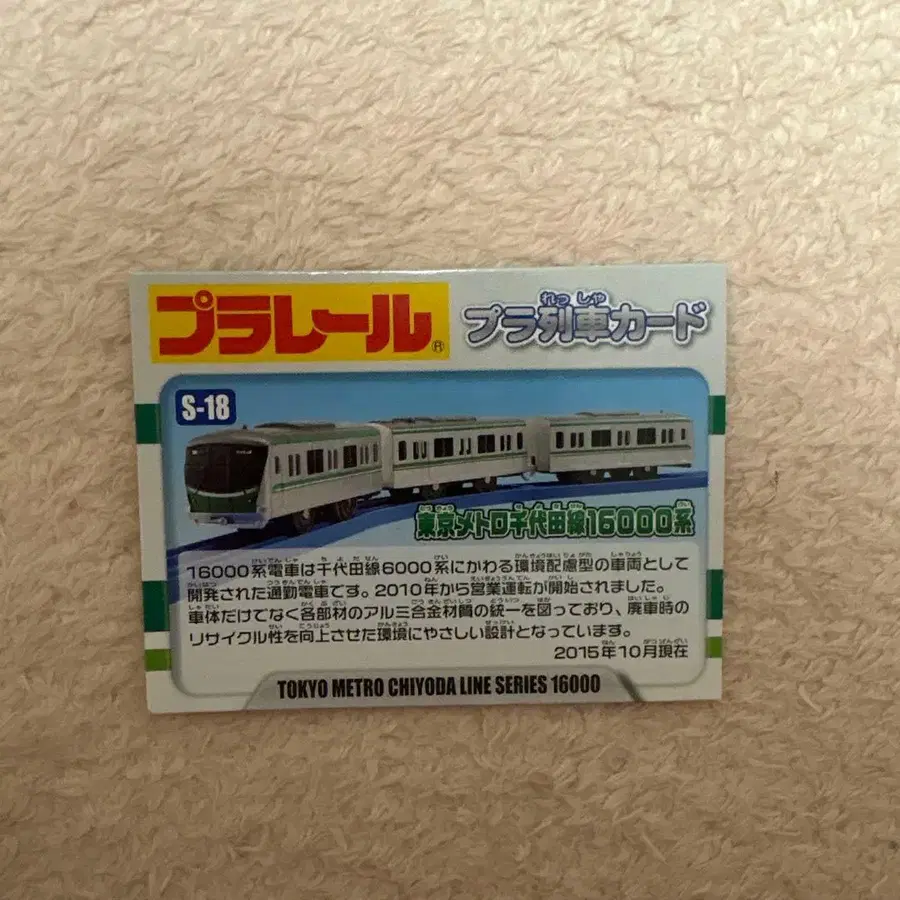 プラレール®
プラ列車カード
S-18
東京メトロ千代田線16000系
16000系電車は千代田線6000系にかわる環境配慮型の車両として
開発された通勤電車です。2010年から営業運転が開始されました。
車体だけでなく各部材のアルミ合金材質の統一を図っており、廃車時の
リサイクル性を向上させた環境にやさしい設計となっています。
2015年10月現在
TOKYO METRO CHIYODA LINE SERIES 16000